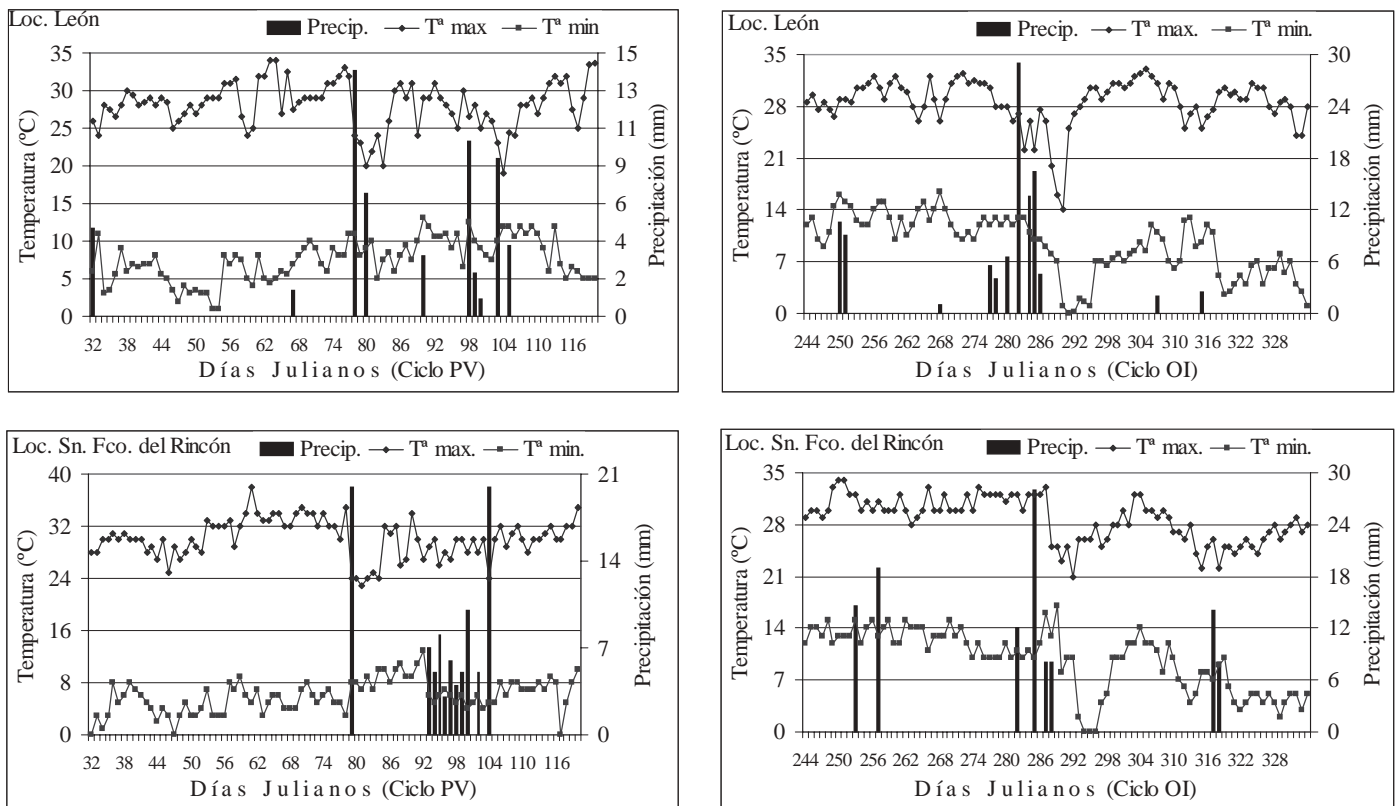 Loc. León
Precip. Tª max Tª min
Temperatura (ºC)
35
30
25
20
15
10
5
0
15
13
11
9
8
6
4
2
0
Precipitación (mm)
32 38 44 50 56 62 68 74 80 86 92 98 104 110 116
Días Julianos (Ciclo PV)
Loc. León
Precip. Tª max. Tª min.
Temperatura (ºC)
35
28
21
14
7
0
30
24
18
12
6
0
Precipitación (mm)
244 250 256 262 268 274 280 286 292 298 304 310 316 322 328
Días Julianos (Ciclo OI)
Loc. Sn. Fco. del Rincón
Precip. Tª max. Tª min.
Temperatura (ºC)
40
32
24
16
8
0
21
14
7
0
Precipitación (mm)
32 38 44 50 56 62 68 74 80 86 92 98 104 110 116
Días Julianos (Ciclo PV)
Loc. Sn. Fco. del Rincón
Precip. Tª max. Tª min.
Temperatura (ºC)
35
28
21
14
7
0
30
24
18
12
6
0
Precipitación (mm)
244 250 256 262 268 274 280 286 292 298 304 310 316 322 328
Días Julianos (Ciclo OI)